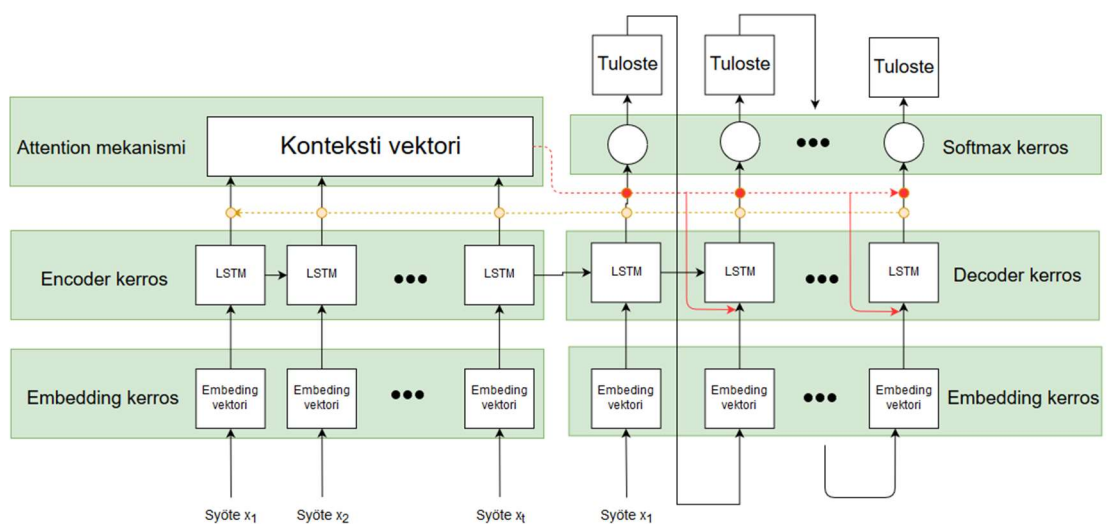 Tuloste
Tuloste
Tuloste
Attention mekanismi
Konteksti vektori
Softmax kerros
Encoder kerros
LSTM
LSTM
LSTM
LSTM
LSTM
LSTM
Decoder kerros
Embedding kerros
Embeding
vektori
Embeding
vektori
Embeding
vektori
Embeding
vektori
Embeding
vektori
Embeding
vektori
Embedding kerros
Syöte x1
Syöte x2
Syöte xt
Syöte x1